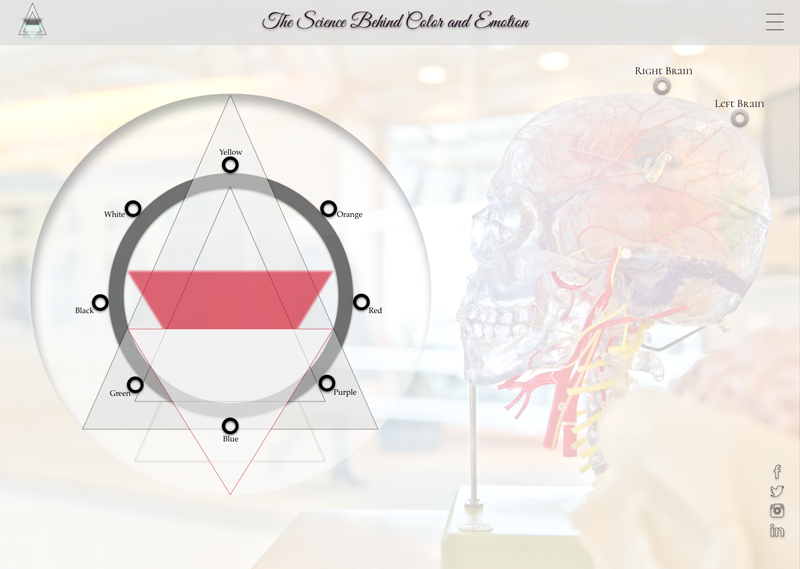 The Science Behind Color and Emotion
Right Brain
Left Brain
Yellow
White
Orange
Black
Red
Green
Purple
Blue